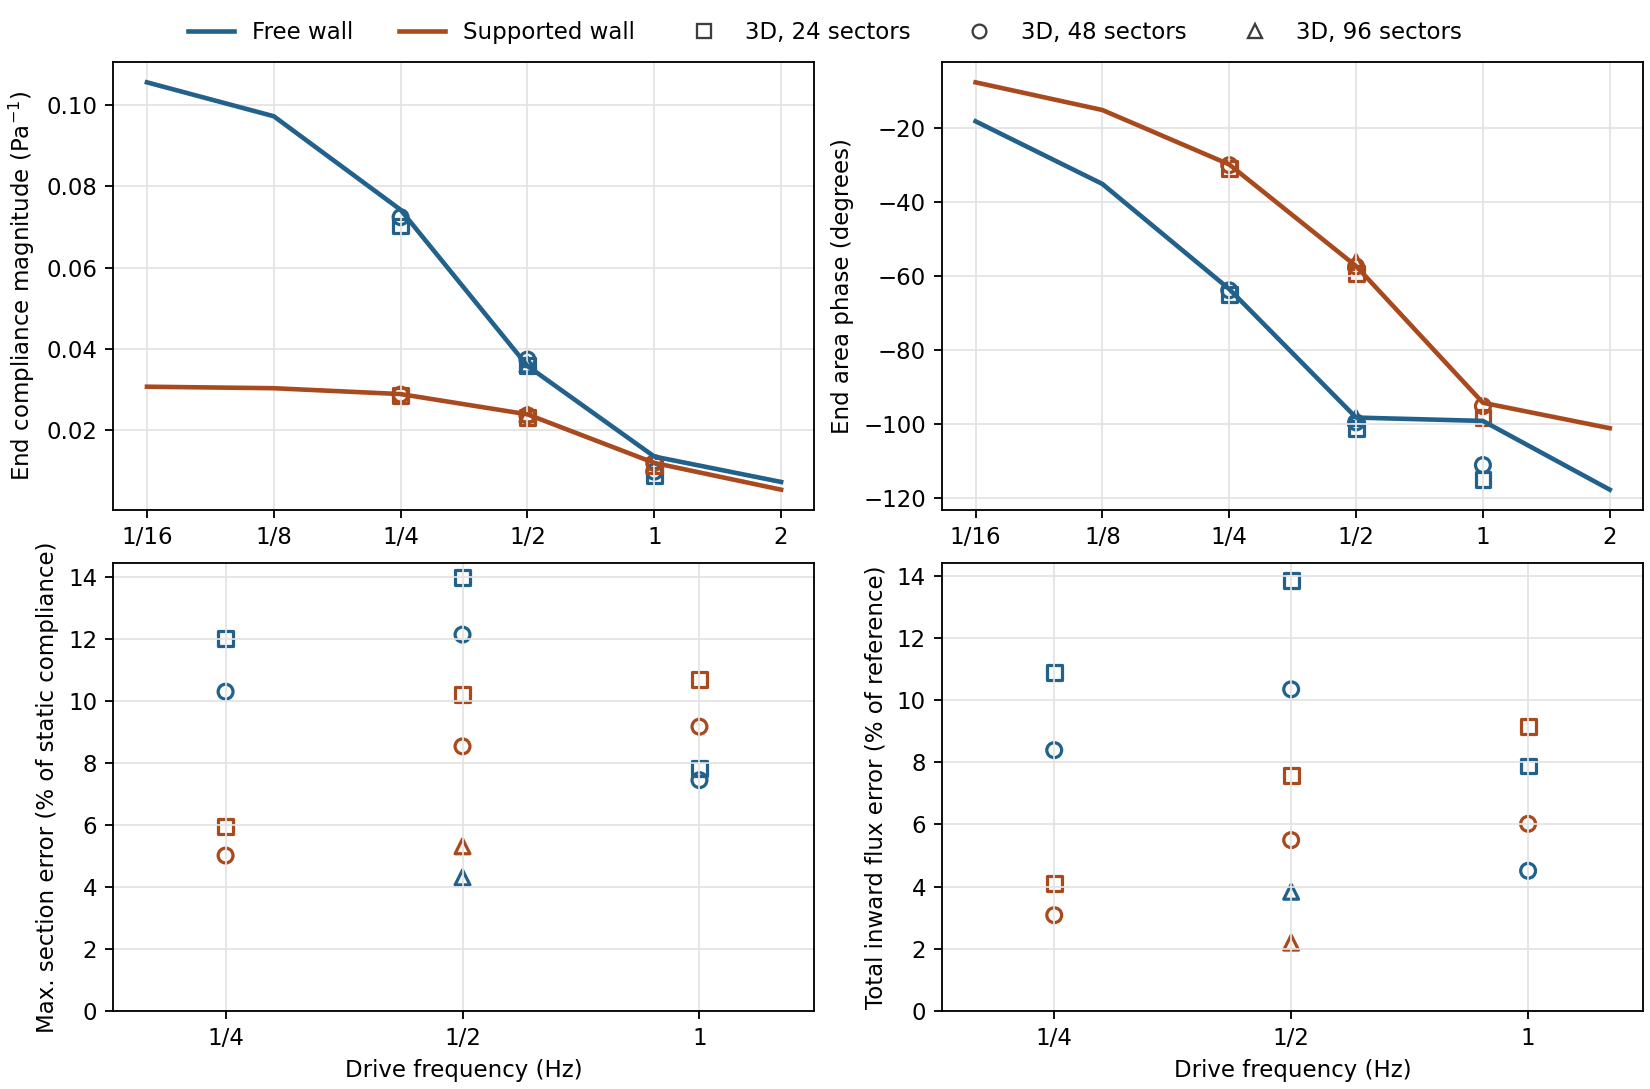 Free wall Supported wall 3D, 24 sectors 3D, 48 sectors 3D, 96 sectors
End compliance magnitude (Pa⁻¹)
0.10
0.08
0.06
0.04
0.02
1/16 1/8 1/4 1/2 1 2
End area phase (degrees)
−20
−40
−60
−80
−100
−120
1/16 1/8 1/4 1/2 1 2
Max. section error (% of static compliance)
14
12
10
8
6
4
2
0
1/4 1/2 1
Drive frequency (Hz)
Total inward flux error (% of reference)
14
12
10
8
6
4
2
0
1/4 1/2 1
Drive frequency (Hz)